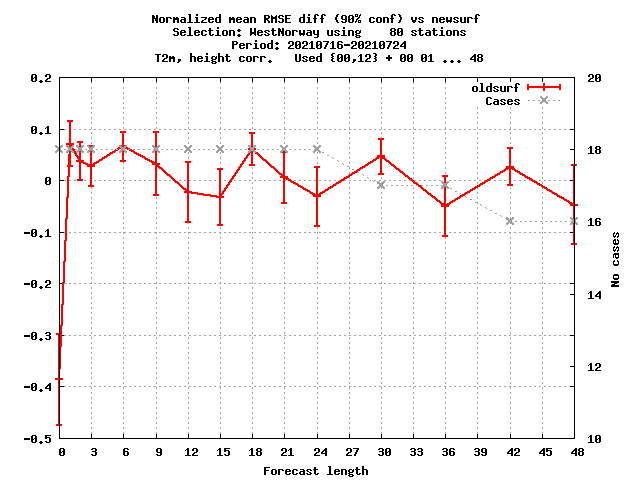 Normalized mean RMSE diff (90% conf) vs newsurf
Selection: WestNorway using    80 stations
Period: 20210716-20210724
T2m, height corr.   Used {00,12} + 00 01 ... 48
oldsurf
Cases
0.2
0.1
0
-0.1
-0.2
-0.3
-0.4
-0.5
20
18
16
14
12
10
No cases
0 3 6 9 12 15 18 21 24 27 30 33 36 39 42 45 48
Forecast length